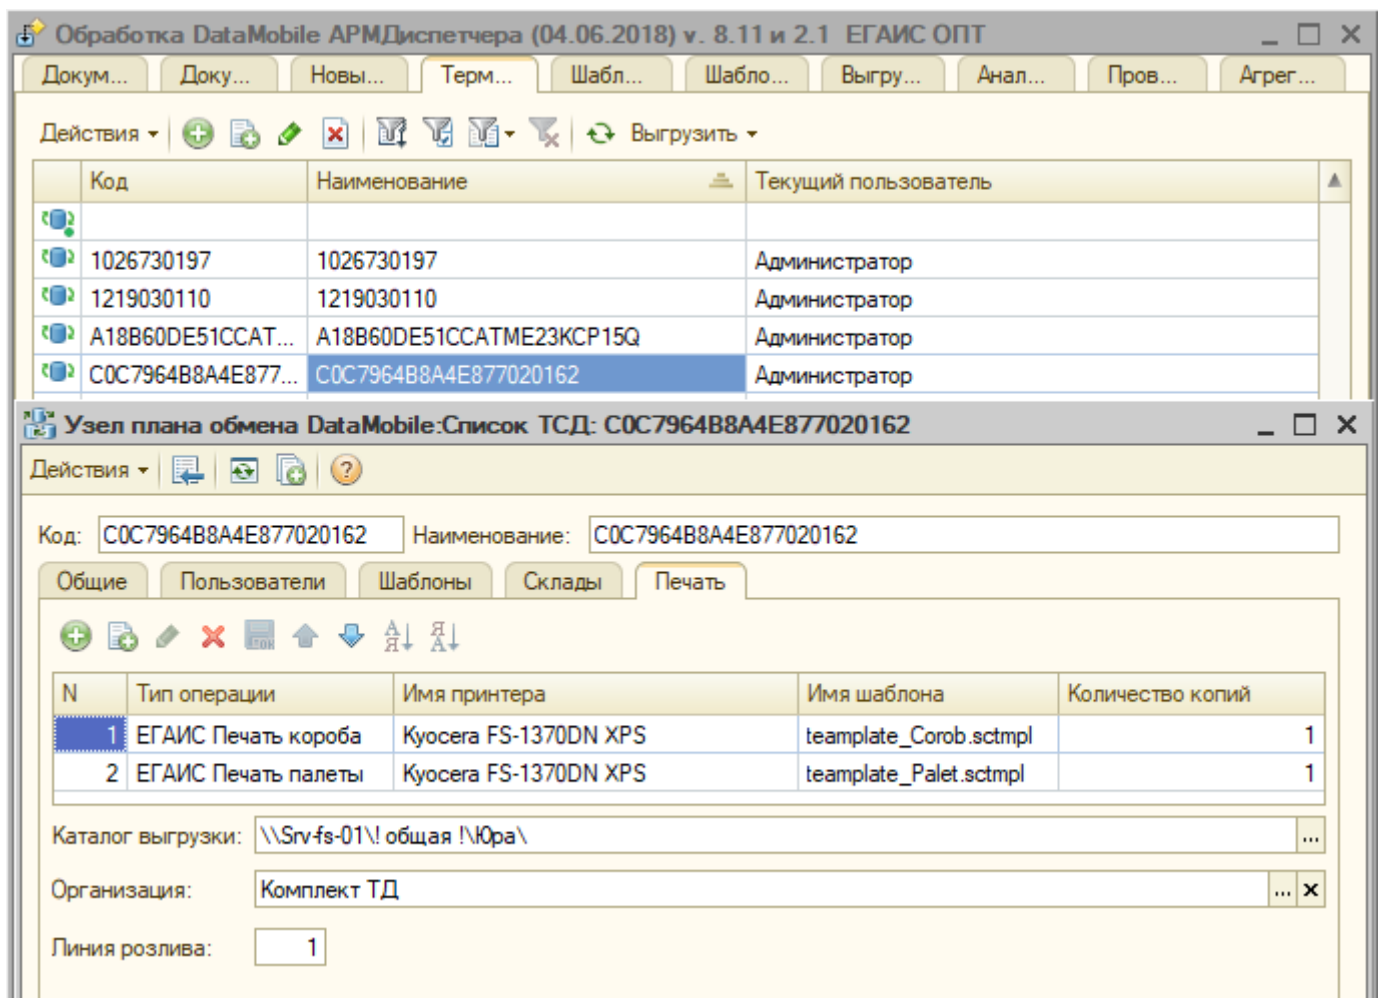 Обработка DataMobile АРМДиспетчера (04.06.2018) v. 8.11 и 2.1 ЕГАИС ОПТ
Докум... Доку... Новы... Терм... Шабл... Шабло... Выгру... Анал... Пров... Агрег...
Действия Выгрузить
Код Наименование Текущий пользователь
1026730197 1026730197 Администратор
1219030110 1219030110 Администратор
A18B60DE51CCAT... A18B60DE51CCATME23KCP15Q Администратор
C0C7964B8A4E877... C0C7964B8A4E877020162 Администратор
Узел плана обмена DataMobile:Список ТСД: C0C7964B8A4E877020162
Действия
Код: C0C7964B8A4E877020162 Наименование: C0C7964B8A4E877020162
Общие Пользователи Шаблоны Склады Печать
N Тип операции Имя принтера Имя шаблона Количество копий
1 ЕГАИС Печать короба Kyocera FS-1370DN XPS teamplate_Corob.sctmpl 1
2 ЕГАИС Печать палеты Kyocera FS-1370DN XPS teamplate_Palet.sctmpl 1
Каталог выгрузки: \\Srv-fs-01\! общая !\Юра\ ...
Организация: Комплект ТД ... x
Линия розлива: 1